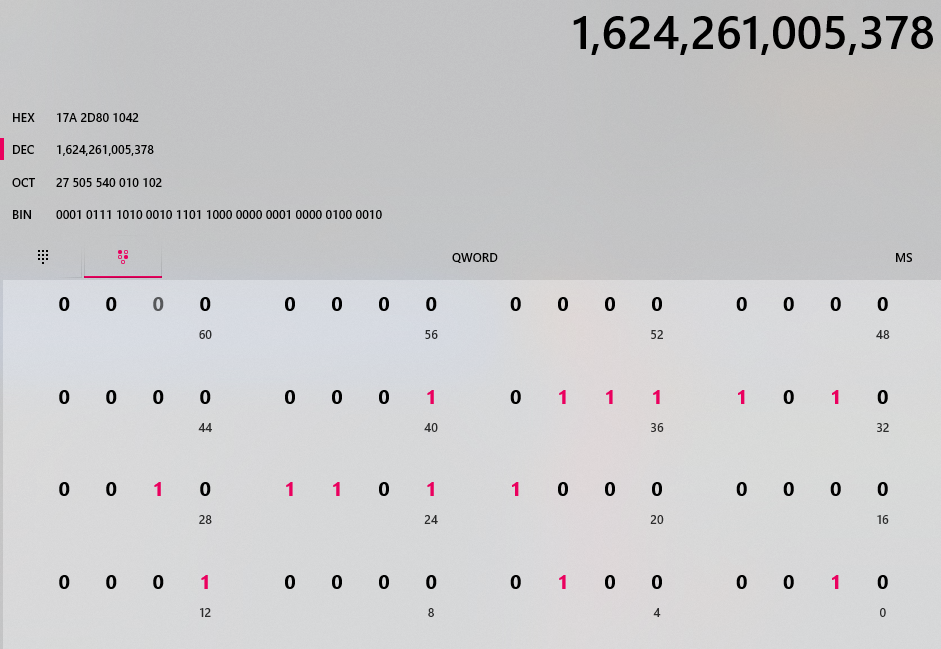 1,624,261,005,378
HEX 17A 2D80 1042
DEC 1,624,261,005,378
OCT 27 505 540 010 102
BIN 0001 0111 1010 0010 1101 1000 0000 0001 0000 0100 0010
QWORD MS
0 0 0 0 0 0 0 0 0 0 0 0 0 0 0 0
60 56 52 48
0 0 0 0 0 0 0 1 0 1 1 1 1 0 1 0
44 40 36 32
0 0 1 0 1 1 0 1 1 0 0 0 0 0 0 0
28 24 20 16
0 0 0 1 0 0 0 0 0 1 0 0 0 0 1 0
12 8 4 0